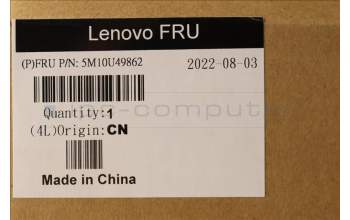 Lenovo FRU
(P)FRU P/N: 5M10U49862
2022-08-03
Quantity:1
(4L)Origin:CN
Made in China